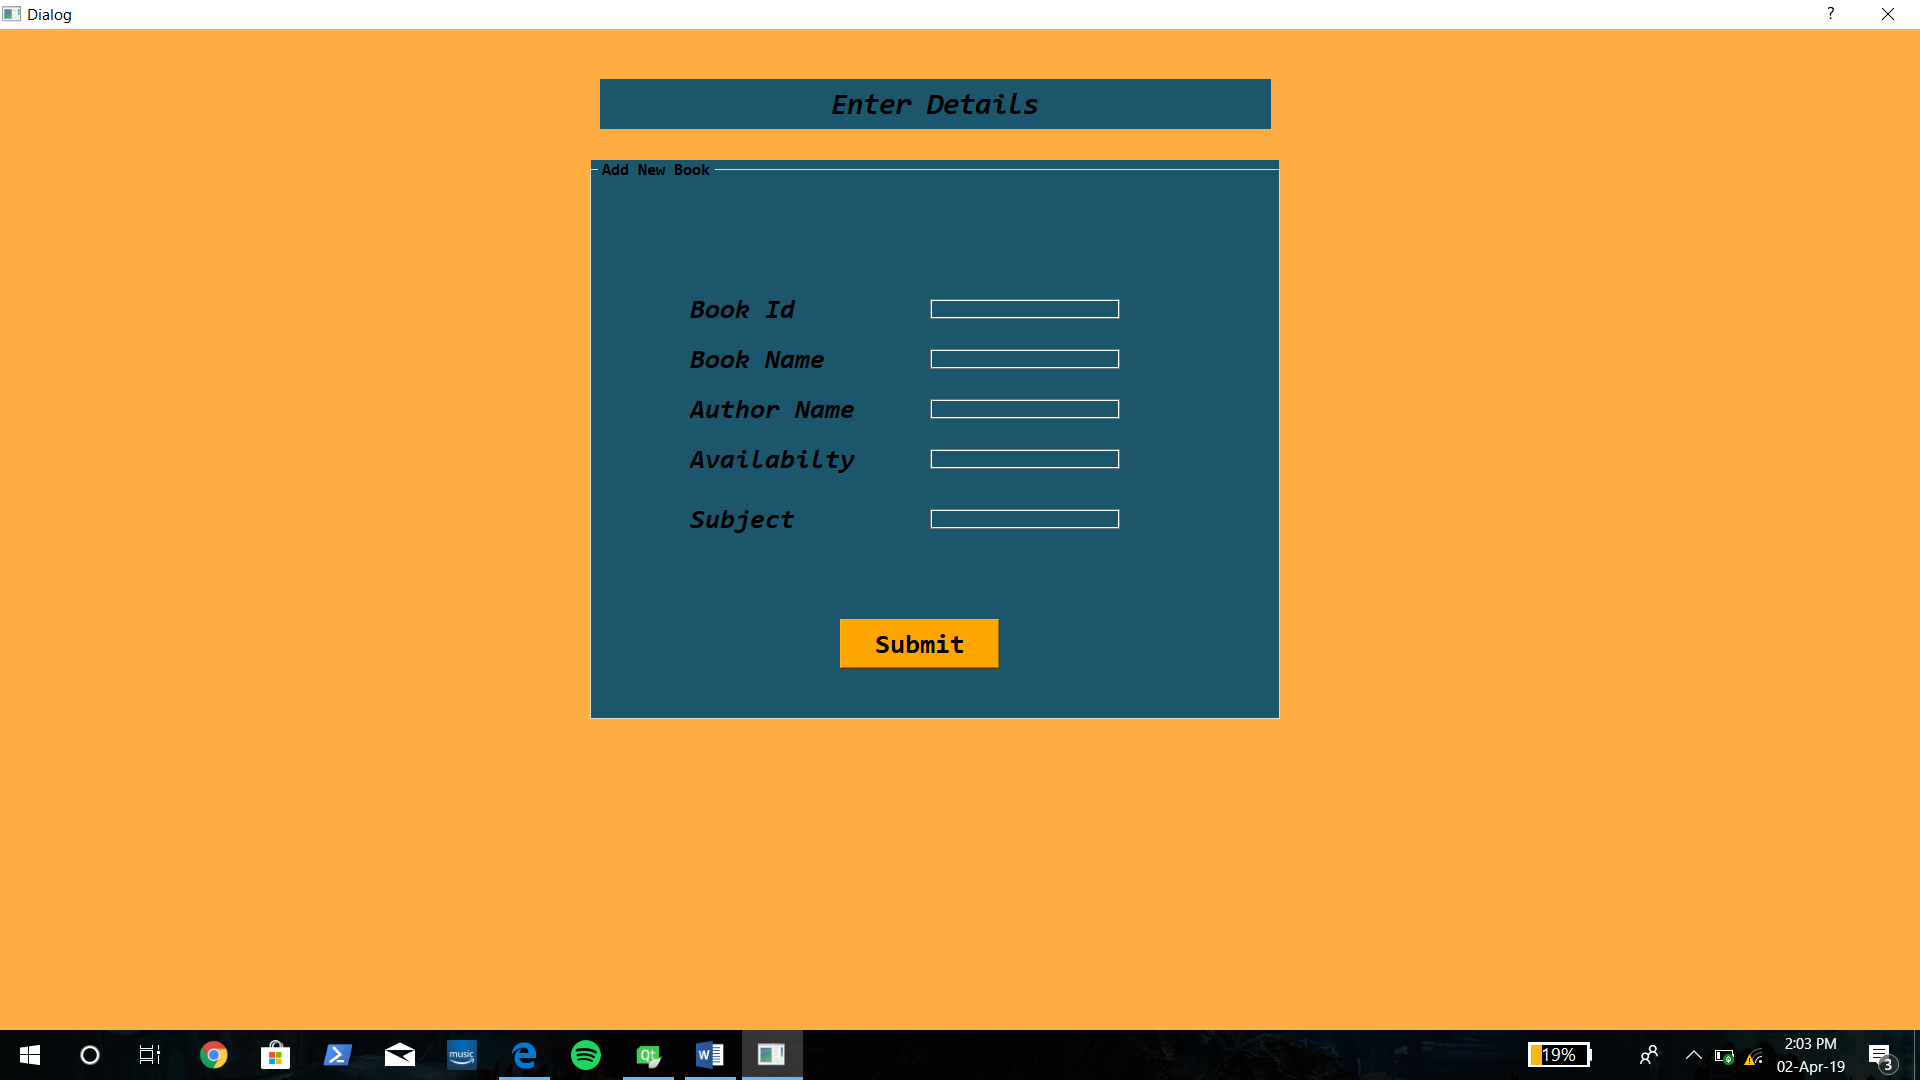 Dialog
?
Enter Details
Add New Book
Book Id
Book Name
Author Name
Availabilty
Subject
Submit
music
Qt
W
19%
2:03 PM
02-Apr-19
3